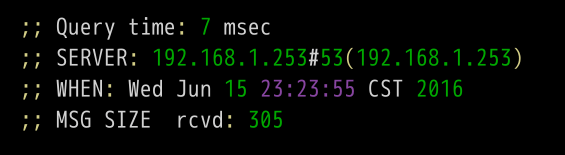 ;; Query time: 7 msec
;; SERVER: 192.168.1.253#53(192.168.1.253)
;; WHEN: Wed Jun 15 23:23:55 CST 2016
;; MSG SIZE  rcvd: 305